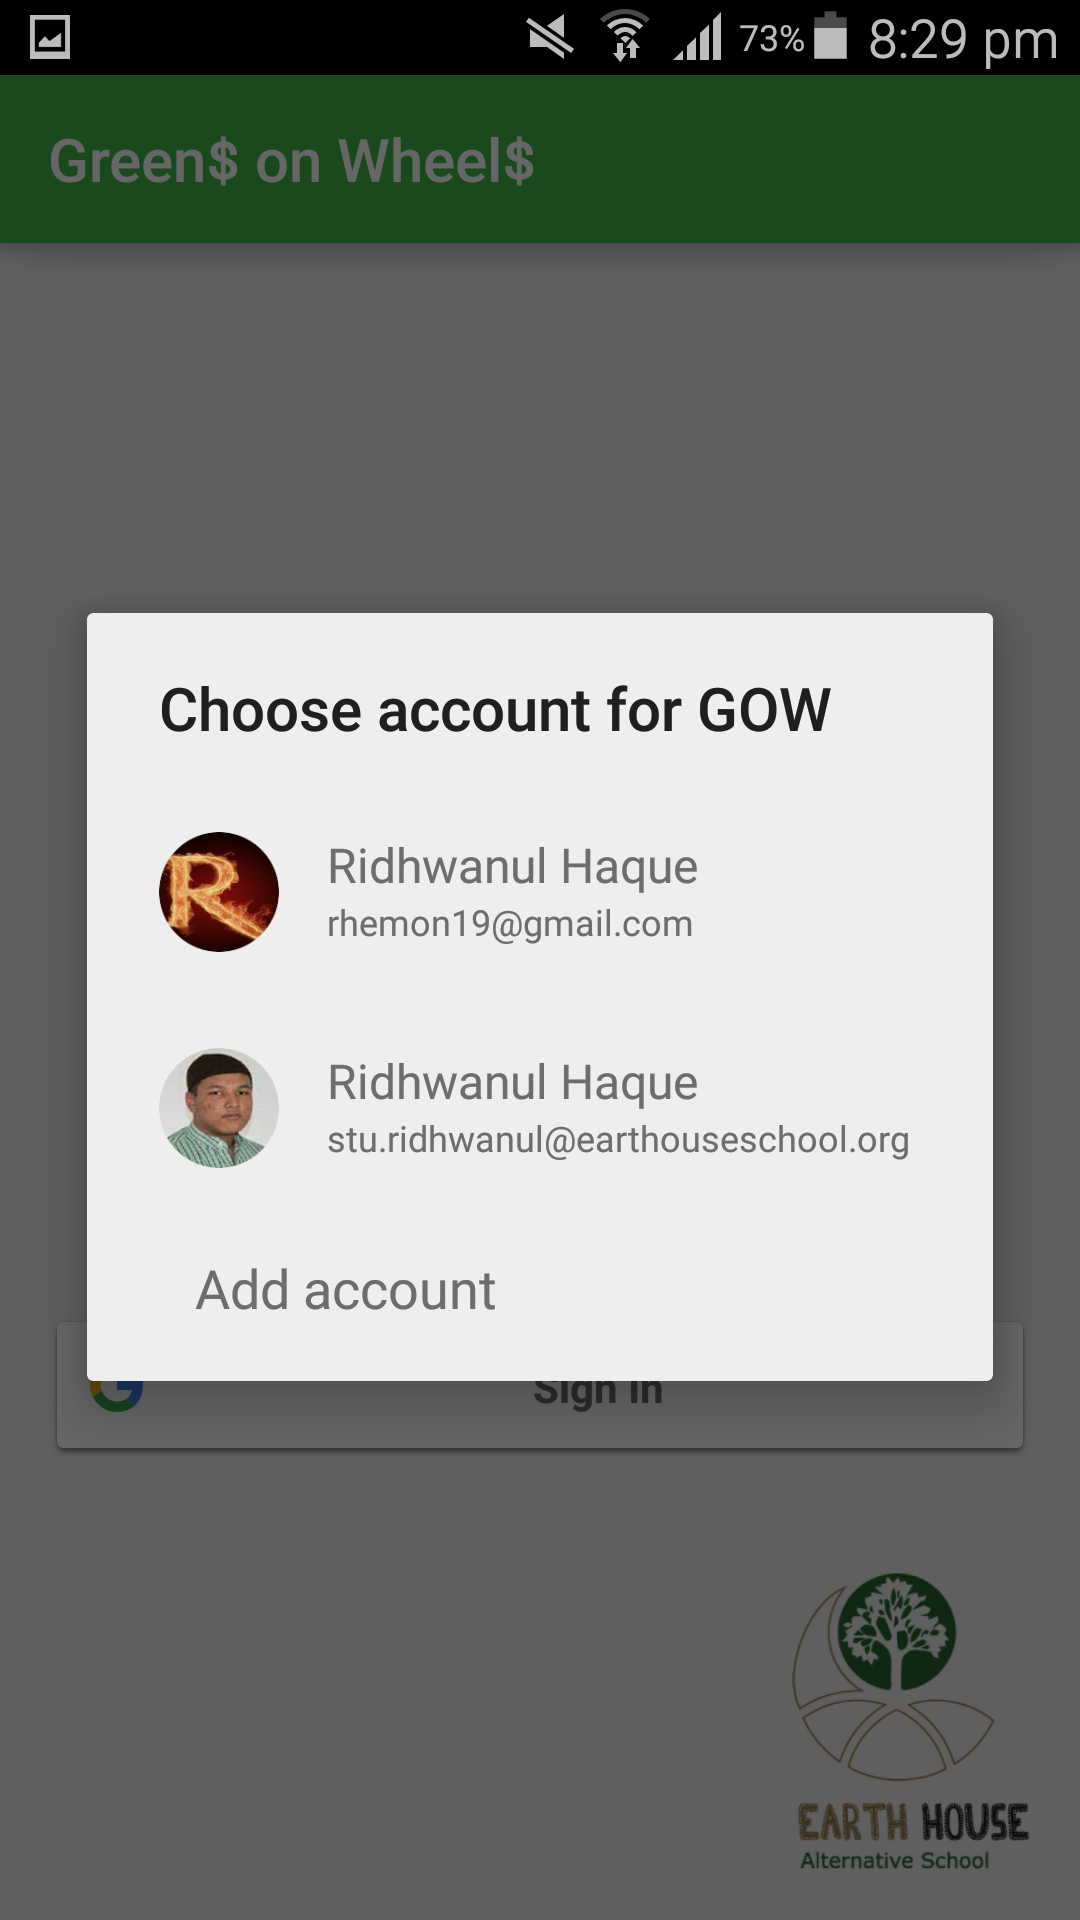 73% 8:29 pm
Green$ on Wheel$
Choose account for GOW
Ridhwanul Haque
rhemon19@gmail.com
Ridhwanul Haque
stu.ridhwanul@earthouseschool.org
Add account
Sign in
EARTH HOUSE
Alternative School